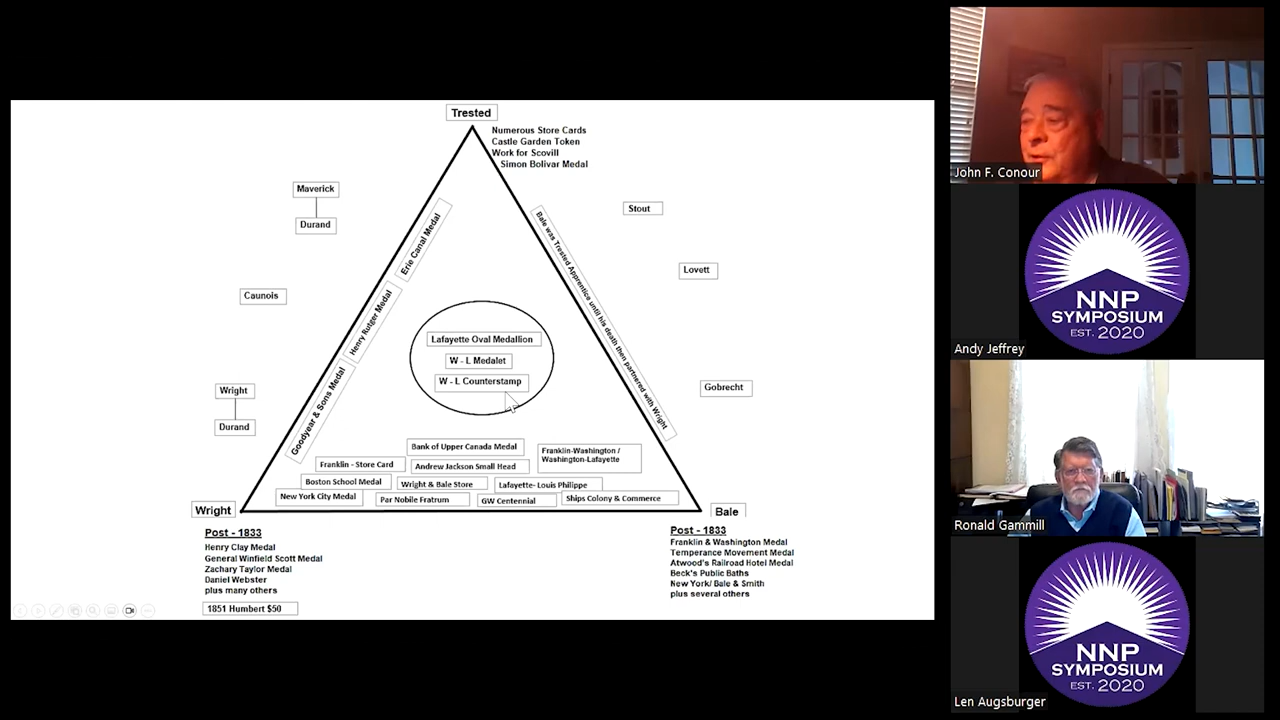 Trested
Numerous Store Cards
Castle Garden Token
Work for Scovill
Simon Bolivar Medal
Maverick
Durand
Stout
Erie Canal Medal
Bale was Trested Apprentice until his death then partnered with Wright
Lovett
Caunois
Henry Rutger Medal
Lafayette Oval Medallion
W - L Medalet
W - L Counterstamp
Goodyear & Sons Medal
Wright
Durand
Gobrecht
Bank of Upper Canada Medal
Franklin-Washington /
Washington-Lafayette
Franklin - Store Card
Andrew Jackson Small Head
Boston School Medal
Wright & Bale Store
Lafayette- Louis Philippe
New York City Medal
Par Nobile Fratrum
GW Centennial
Ships Colony & Commerce
Wright
Bale
Post - 1833
Henry Clay Medal
General Winfield Scott Medal
Zachary Taylor Medal
Daniel Webster
plus many others
1851 Humbert $50
Post - 1833
Franklin & Washington Medal
Temperance Movement Medal
Atwood's Railroad Hotel Medal
Beck's Public Baths
New York/ Bale & Smith
plus several others
John F. Conour
NNP
SYMPOSIUM
EST. 2020
Andy Jeffrey
Ronald Gammill
NNP
SYMPOSIUM
EST. 2020
Len Augsburger